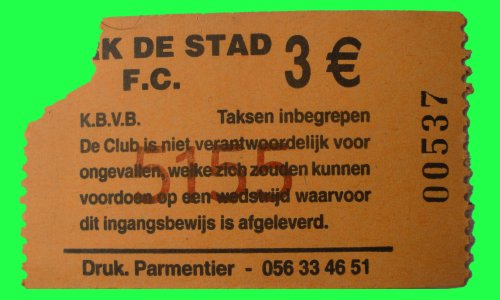 K DE STAD 3 €
F.C.
K.B.V.B. Taksen inbegrepen
De Club is niet verantwoordelijk voor
ongevallen, welke zich zouden kunnen
voordoen op een wedstrijd waarvoor
dit ingangsbewijs is afgeleverd.
5155
Druk. Parmentier - 056 33 46 51
00537